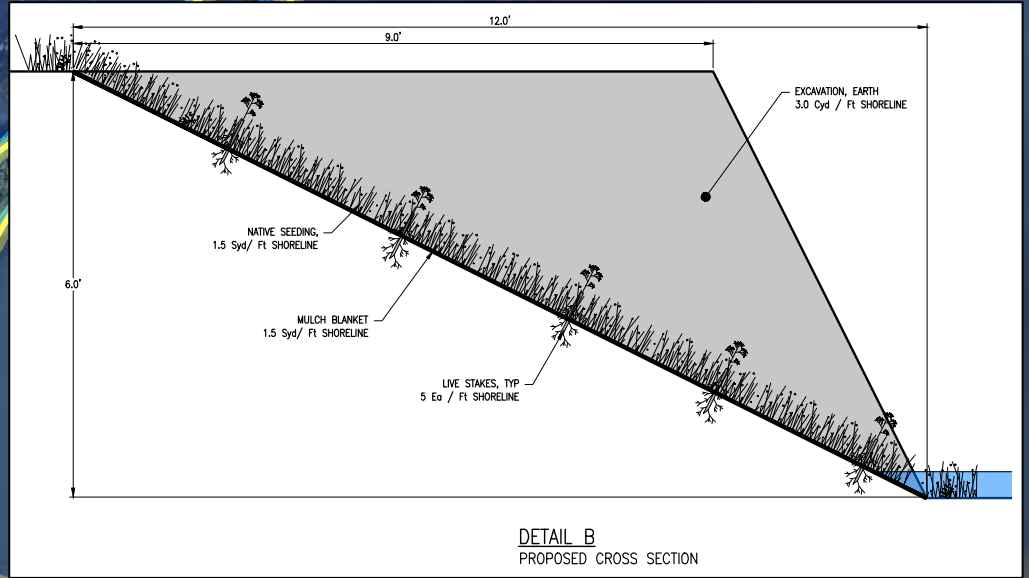 12.0'
9.0'
EXCAVATION, EARTH
3.0 Cyd / Ft SHORELINE
NATIVE SEEDING,
1.5 Syd/ Ft SHORELINE
6.0'
MULCH BLANKET
1.5 Syd/ Ft SHORELINE
LIVE STAKES, TYP
5 Ea / Ft SHORELINE
DETAIL B
PROPOSED CROSS SECTION